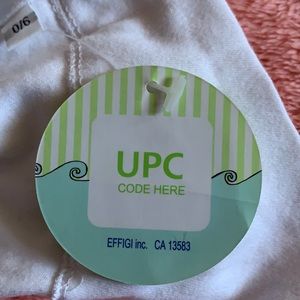 0/6
UPC
CODE HERE
EFFIGI inc. CA 13583